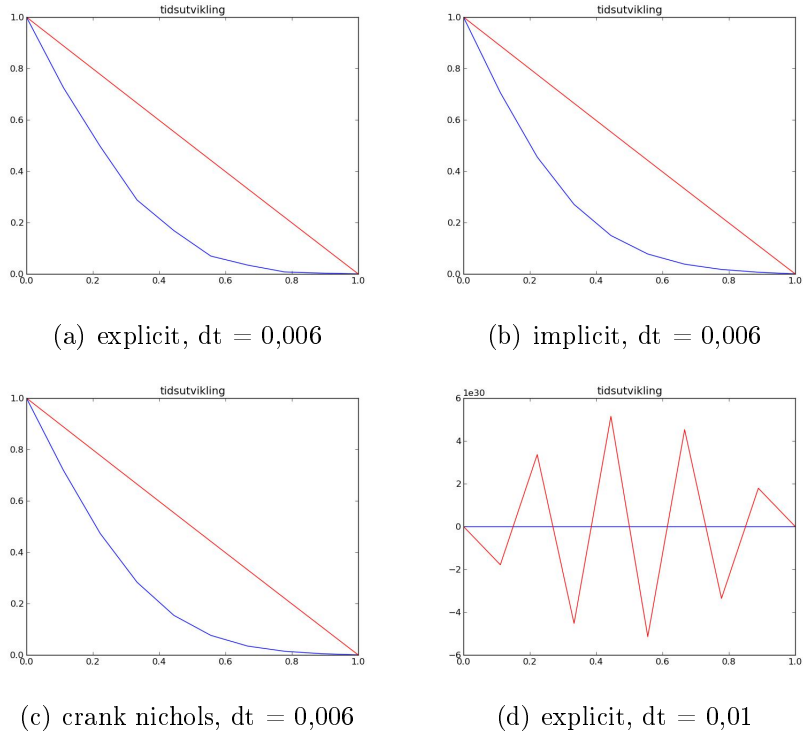 tidsutvikling
1.0
0.8
0.6
0.4
0.2
0.0
0.0 0.2 0.4 0.6 0.8 1.0
(a) explicit, dt = 0,006
tidsutvikling
1.0
0.8
0.6
0.4
0.2
0.0
0.0 0.2 0.4 0.6 0.8 1.0
(b) implicit, dt = 0,006
tidsutvikling
1.0
0.8
0.6
0.4
0.2
0.0
0.0 0.2 0.4 0.6 0.8 1.0
(c) crank nichols, dt = 0,006
tidsutvikling
1e30
6
4
2
0
−2
−4
−6
0.0 0.2 0.4 0.6 0.8 1.0
(d) explicit, dt = 0,01